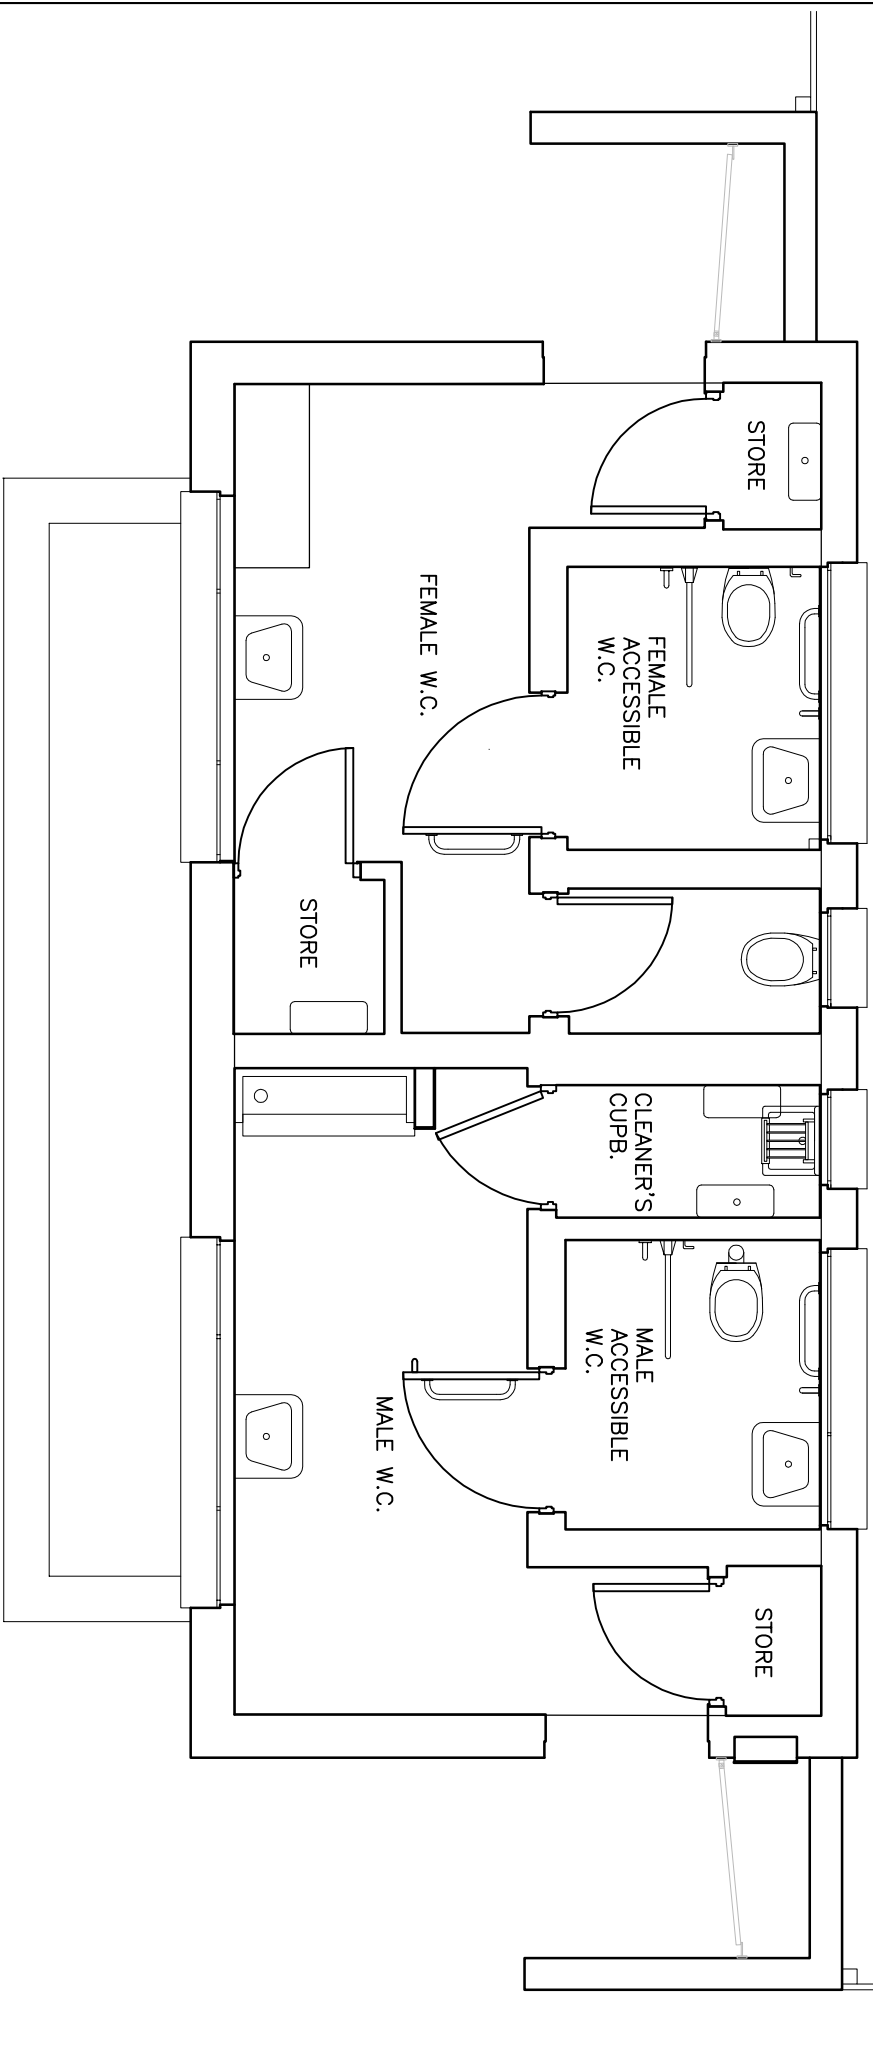 STORE
FEMALE
ACCESSIBLE
W.C.
FEMALE W.C.
STORE
CLEANER'S
CUPB.
MALE
ACCESSIBLE
W.C.
MALE W.C.
STORE